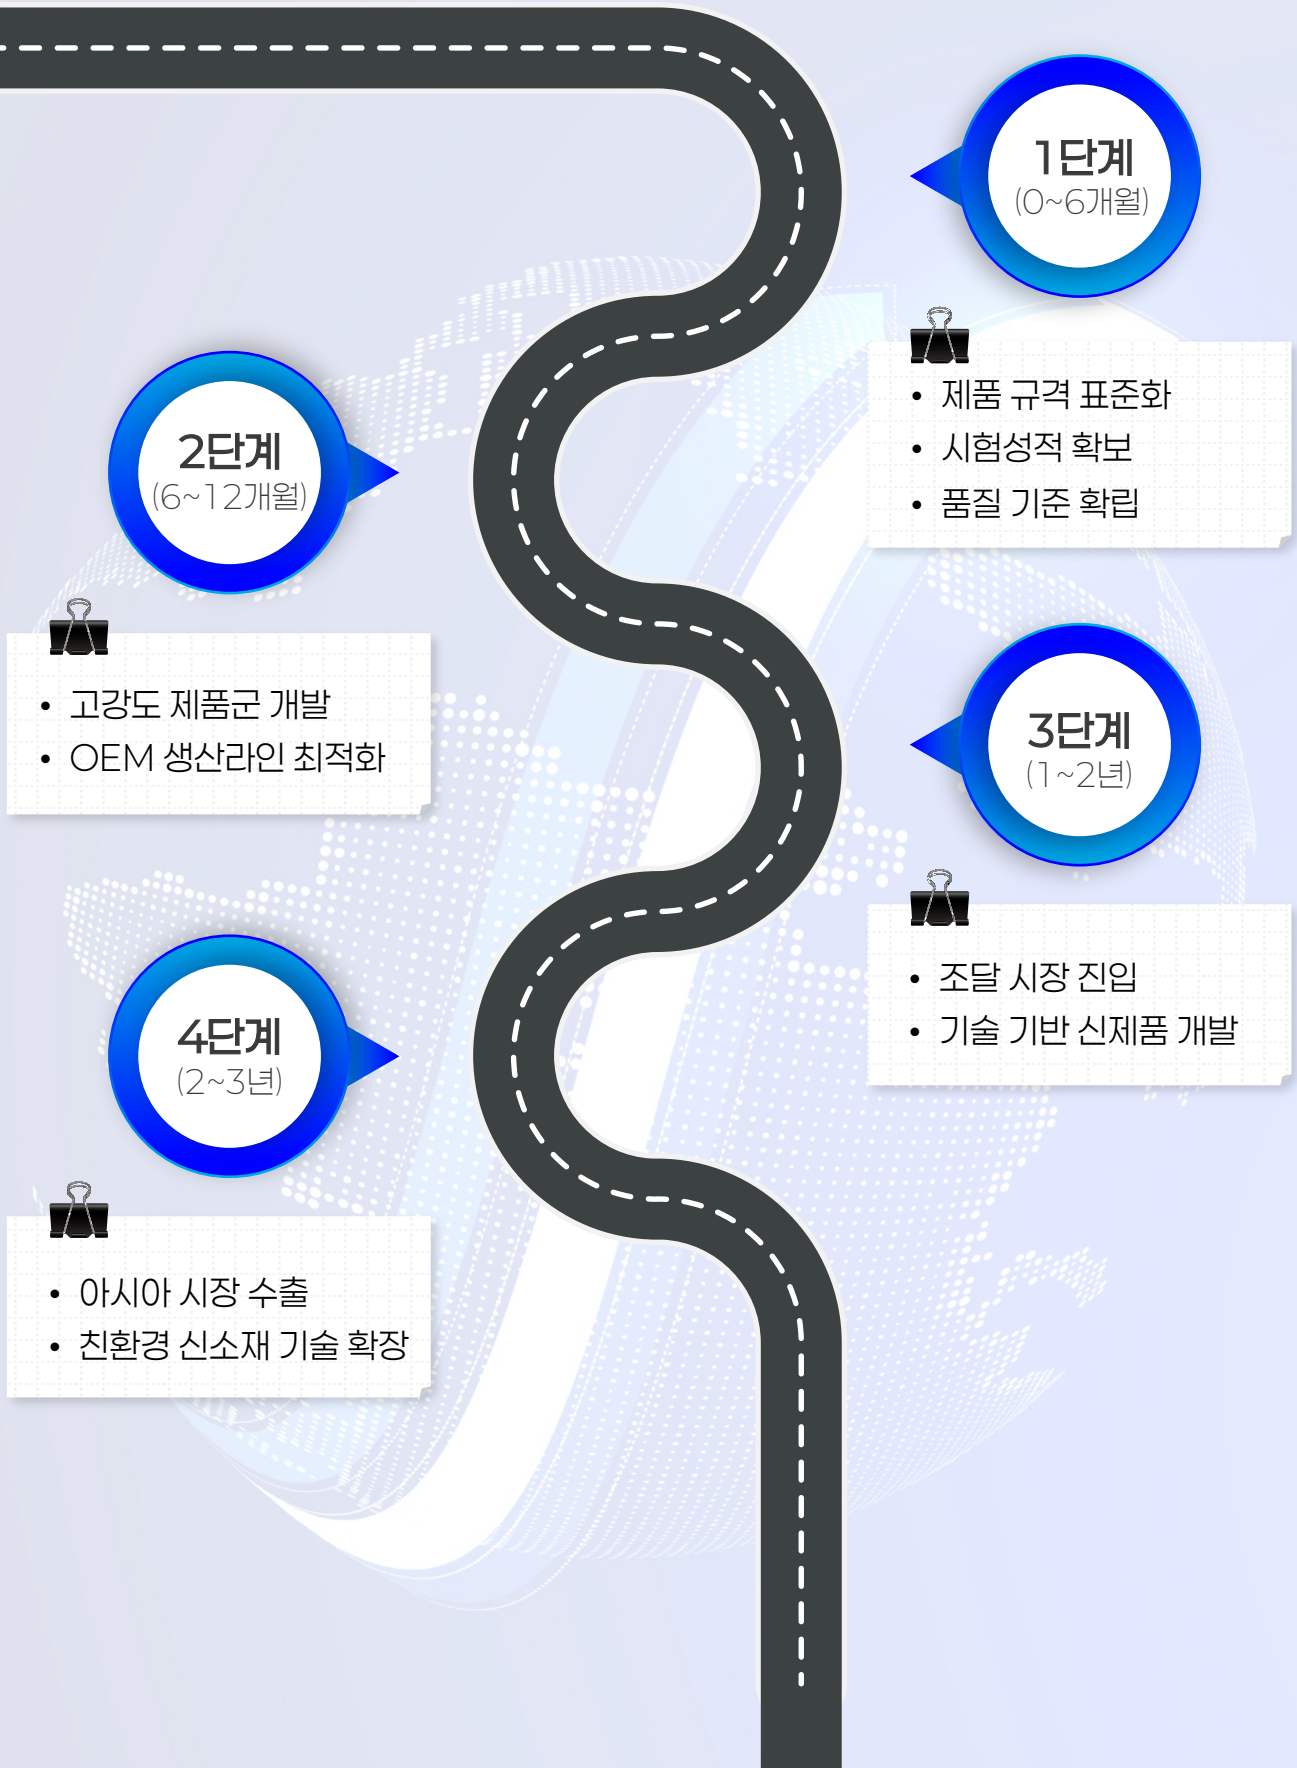 1단계
(0~6개월)
• 제품 규격 표준화
• 시험성적 확보
• 품질 기준 확립
2단계
(6~12개월)
• 고강도 제품군 개발
• OEM 생산라인 최적화
3단계
(1~2년)
• 조달 시장 진입
• 기술 기반 신제품 개발
4단계
(2~3년)
• 아시아 시장 수출
• 친환경 신소재 기술 확장